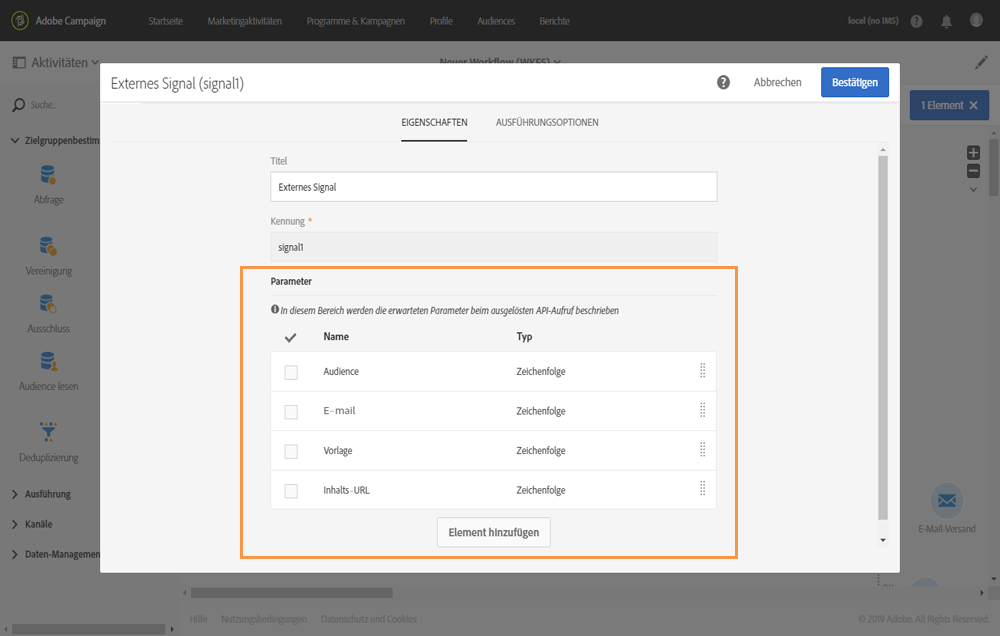 Adobe Campaign
Startseite Marketingaktivitäten Programme & Kampagnen Profile Audiences Berichte
local (no IMS)
Aktivitäten
Neuer Workflow (WKF5)
Externes Signal (signal1)
Abbrechen Bestätigen
1 Element
Suche...
EIGENSCHAFTEN AUSFÜHRUNGSOPTIONEN
Zielgruppenbestim
Titel
Externes Signal
Abfrage
Kennung *
signal1
Vereinigung
Parameter
In diesem Bereich werden die erwarteten Parameter beim ausgelösten API-Aufruf beschrieben
Ausschluss
Name Typ
Audience Zeichenfolge
Audience lesen
E-mail Zeichenfolge
Vorlage Zeichenfolge
Deduplizierung
Inhalts-URL Zeichenfolge
Ausführung
Kanäle
Element hinzufügen
E-Mail-Versand
Daten-Managemen
Hilfe Nutzungsbedingungen Datenschutz und Cookies
© 2019 Adobe. All Rights Reserved.